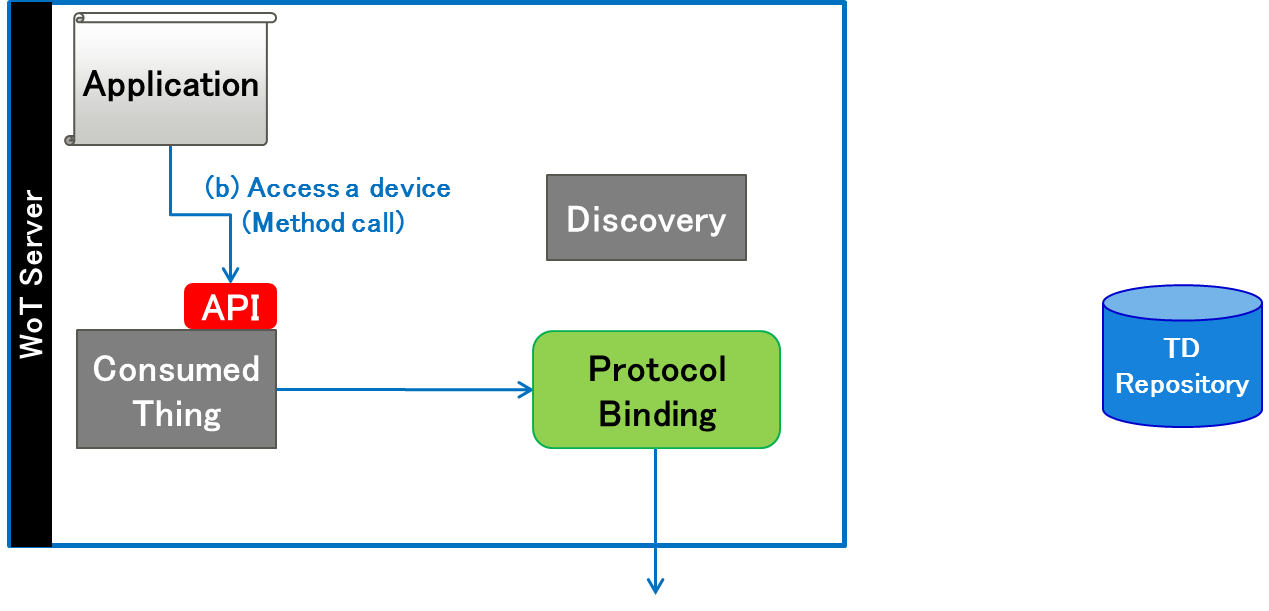 WoT Server
Application
(b) Access a device
(Method call)
Discovery
API
Consumed
Thing
Protocol
Binding
TD
Repository